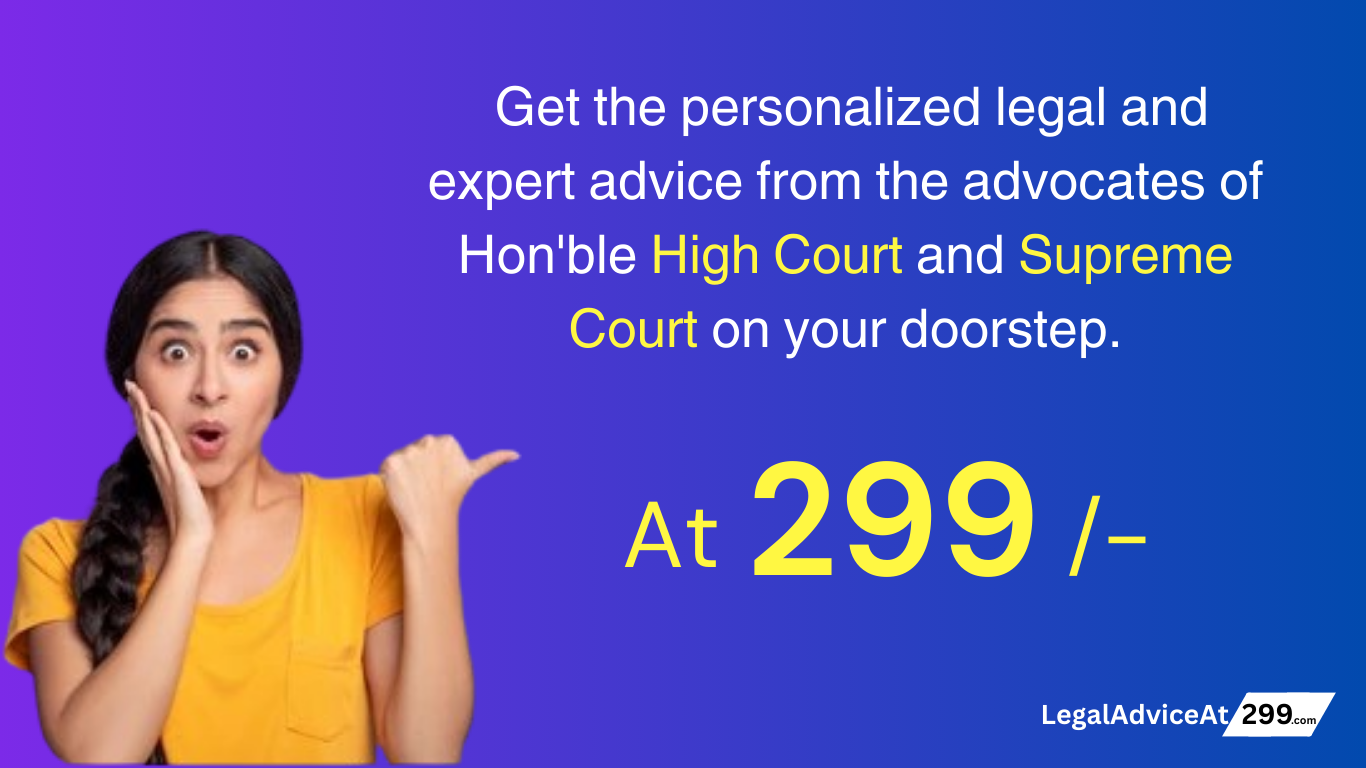 Get the personalized legal and
expert advice from the advocates of
Hon'ble High Court and Supreme
Court on your doorstep.
At 299 /-
LegalAdviceAt 299.com